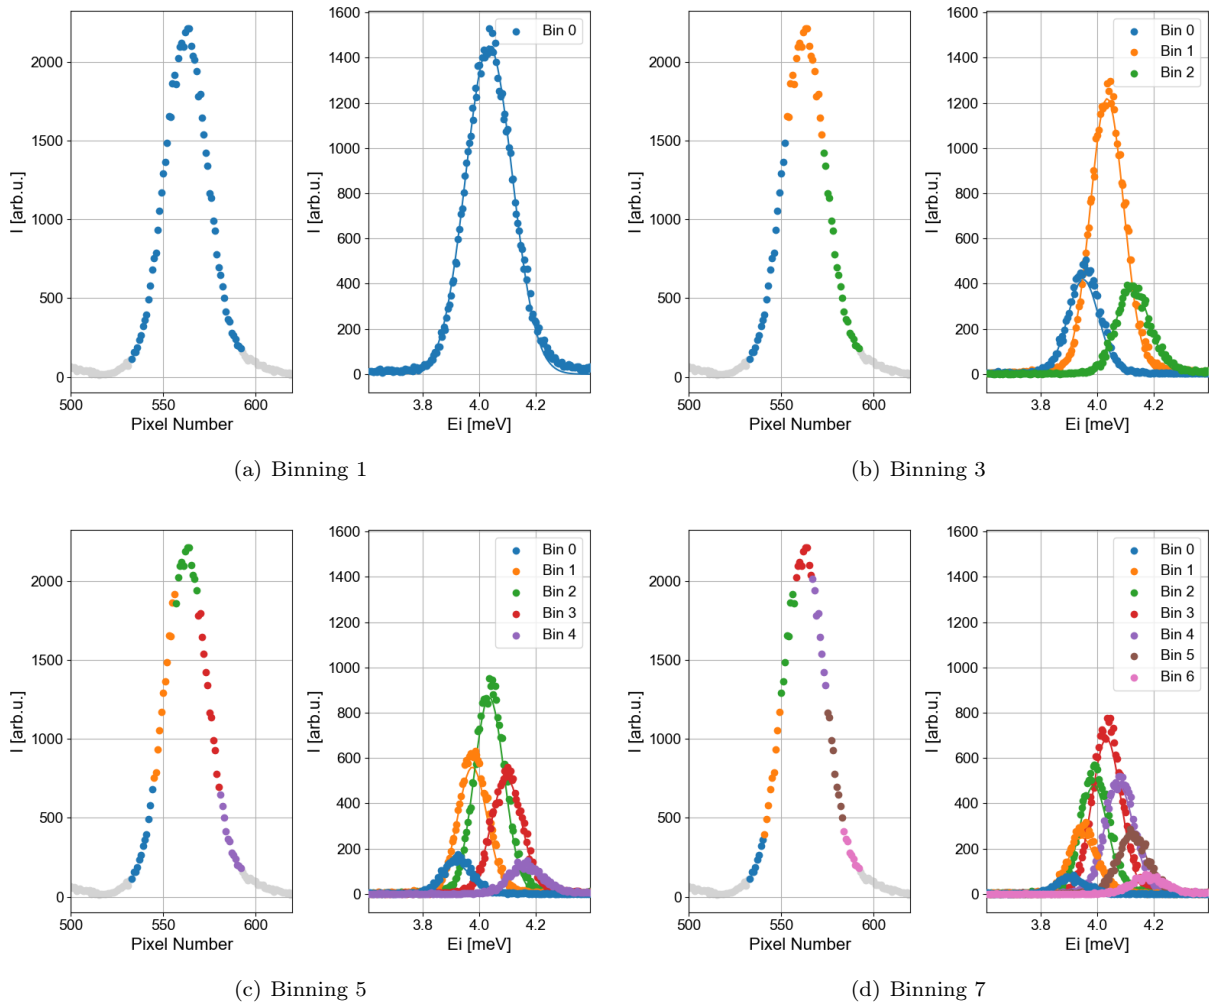 2000
1500
1000
500
0
I [arb.u.]
500
550
600
Pixel Number
1600
1400
1200
1000
800
600
400
200
0
I [arb.u.]
3.8
4.0
4.2
Ei [meV]
Bin 0
(a) Binning 1
2000
1500
1000
500
0
I [arb.u.]
500
550
600
Pixel Number
1600
1400
1200
1000
800
600
400
200
0
I [arb.u.]
3.8
4.0
4.2
Ei [meV]
Bin 0
Bin 1
Bin 2
(b) Binning 3
2000
1500
1000
500
0
I [arb.u.]
500
550
600
Pixel Number
1600
1400
1200
1000
800
600
400
200
0
I [arb.u.]
3.8
4.0
4.2
Ei [meV]
Bin 0
Bin 1
Bin 2
Bin 3
Bin 4
(c) Binning 5
2000
1500
1000
500
0
I [arb.u.]
500
550
600
Pixel Number
1600
1400
1200
1000
800
600
400
200
0
I [arb.u.]
3.8
4.0
4.2
Ei [meV]
Bin 0
Bin 1
Bin 2
Bin 3
Bin 4
Bin 5
Bin 6
(d) Binning 7